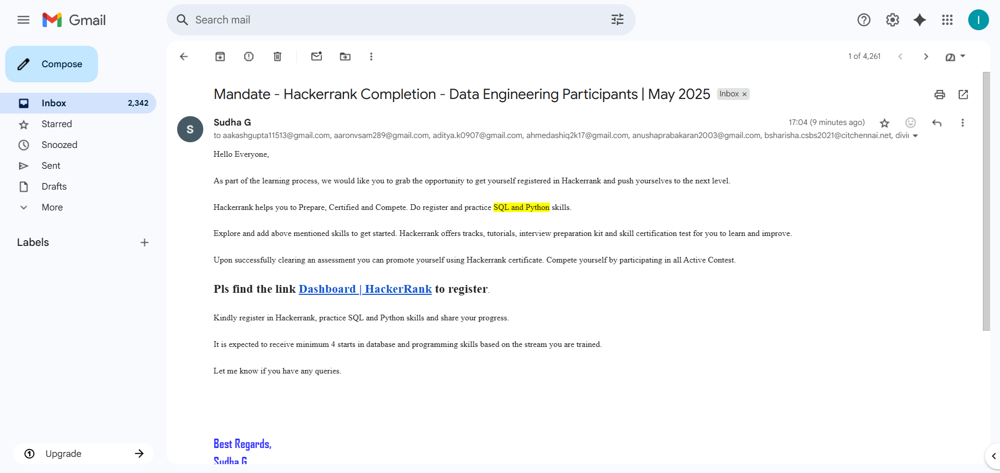 Gmail
Search mail
I
Compose
1 of 4,261
Inbox 2,342
Starred
Snoozed
Sent
Drafts
More
Labels
Upgrade
Mandate - Hackerrank Completion - Data Engineering Participants | May 2025 Inbox ×
S
Sudha G 17:04 (9 minutes ago)
to aakashgupta11513@gmail.com, aaronvsam289@gmail.com, aditya.k0907@gmail.com, ahmedashiq2k17@gmail.com, anushaprabakaran2003@gmail.com, bsharisha.csbs2021@citchennai.net,
Hello Everyone,
As part of the learning process, we would like you to grab the opportunity to get yourself registered in Hackerrank and push yourselves to the next level.
Hackerrank helps you to Prepare, Certified and Compete. Do register and practice SQL and Python skills.
Explore and add above mentioned skills to get started. Hackerrank offers tracks, tutorials, interview preparation kit and skill certification test for you to learn and improve.
Upon successfully clearing an assessment you can promote yourself using Hackerrank certificate. Compete yourself by participating in all Active Contest.
Pls find the link Dashboard | HackerRank to register.
Kindly register in Hackerrank, practice SQL and Python skills and share your progress.
It is expected to receive minimum 4 starts in database and programming skills based on the stream you are trained.
Let me know if you have any queries.
Best Regards,
Sudha G